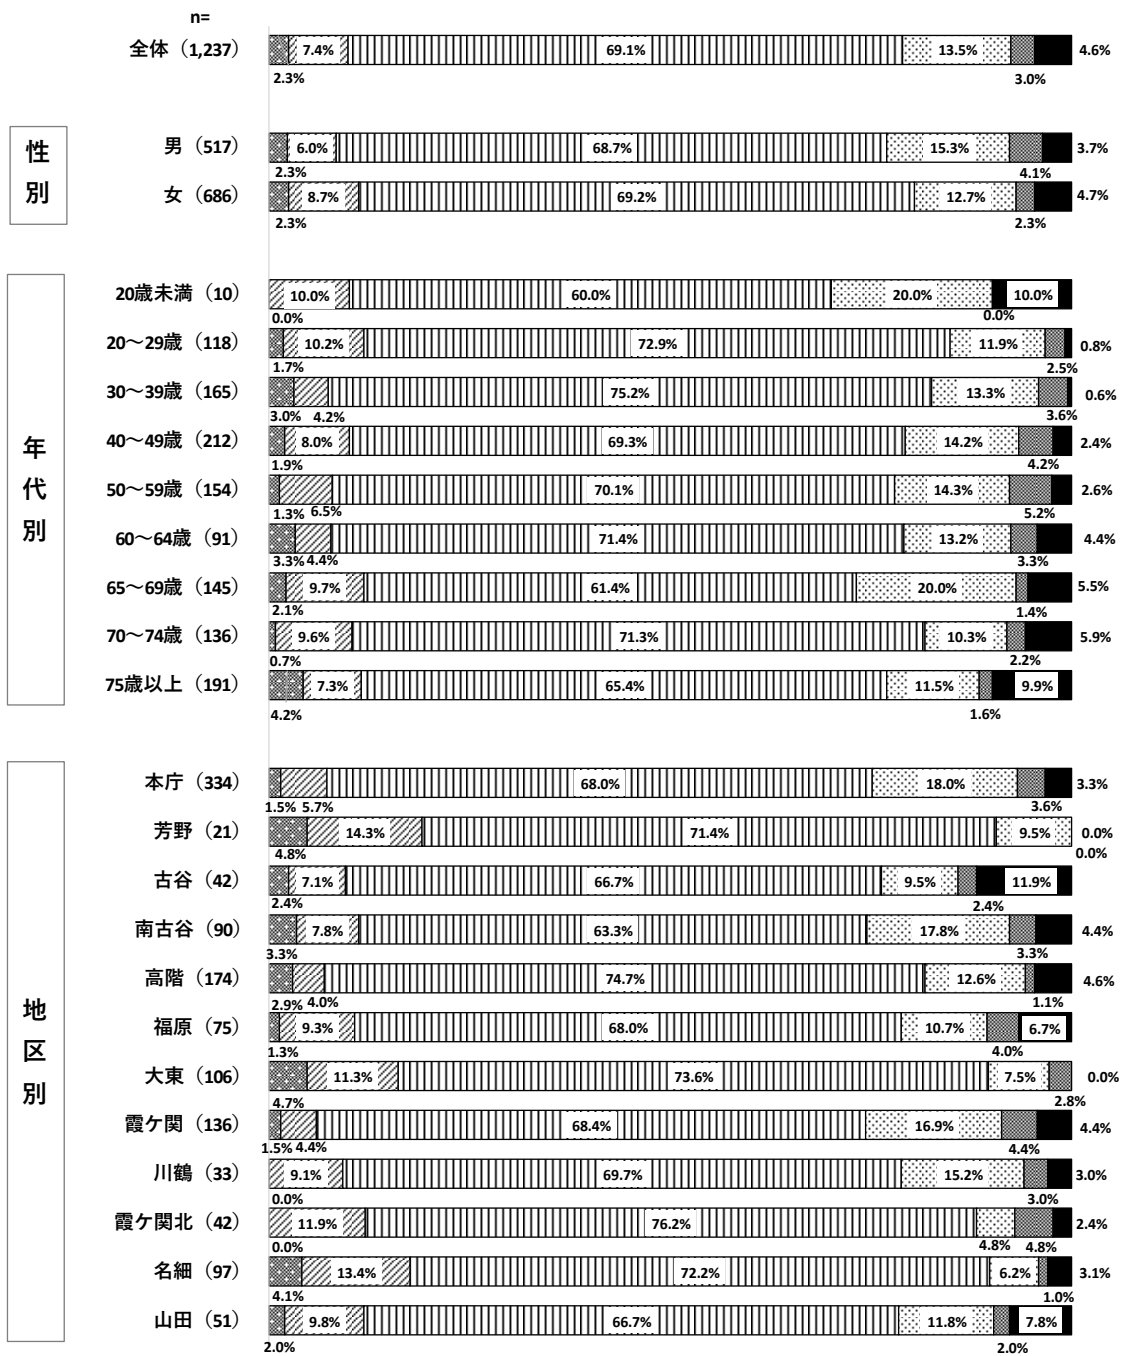 n=
全体（1,237） 7.4% 69.1% 13.5% 4.6%
2.3% 3.0%
性別
男（517） 6.0% 68.7% 15.3% 3.7%
2.3% 4.1%
女（686） 8.7% 69.2% 12.7% 4.7%
2.3% 2.3%
年代別
20歳未満（10） 10.0% 60.0% 20.0% 10.0%
0.0% 0.0%
20～29歳（118） 10.2% 72.9% 11.9% 0.8%
1.7% 2.5%
30～39歳（165） 75.2% 13.3% 0.6%
3.0% 4.2% 3.6%
40～49歳（212） 8.0% 69.3% 14.2% 2.4%
1.9% 4.2%
50～59歳（154） 70.1% 14.3% 2.6%
1.3% 6.5% 5.2%
60～64歳（91） 71.4% 13.2% 4.4%
3.3% 4.4% 3.3%
65～69歳（145） 9.7% 61.4% 20.0% 5.5%
2.1% 1.4%
70～74歳（136） 9.6% 71.3% 10.3% 5.9%
0.7% 2.2%
75歳以上（191） 7.3% 65.4% 11.5% 9.9%
4.2% 1.6%
地区別
本庁（334） 68.0% 18.0% 3.3%
1.5% 5.7% 3.6%
芳野（21） 14.3% 71.4% 9.5% 0.0%
4.8% 0.0%
古谷（42） 7.1% 66.7% 9.5% 11.9%
2.4% 2.4%
南古谷（90） 7.8% 63.3% 17.8% 4.4%
3.3% 3.3%
高階（174） 74.7% 12.6% 4.6%
2.9% 4.0% 1.1%
福原（75） 9.3% 68.0% 10.7% 6.7%
1.3% 4.0%
大東（106） 11.3% 73.6% 7.5% 0.0%
4.7% 2.8%
霞ケ関（136） 68.4% 16.9% 4.4%
1.5% 4.4% 4.4%
川鶴（33） 9.1% 69.7% 15.2% 3.0%
0.0% 3.0%
霞ケ関北（42） 11.9% 76.2% 2.4%
0.0% 4.8% 4.8%
名細（97） 13.4% 72.2% 6.2% 3.1%
4.1% 1.0%
山田（51） 9.8% 66.7% 11.8% 7.8%
2.0% 2.0%